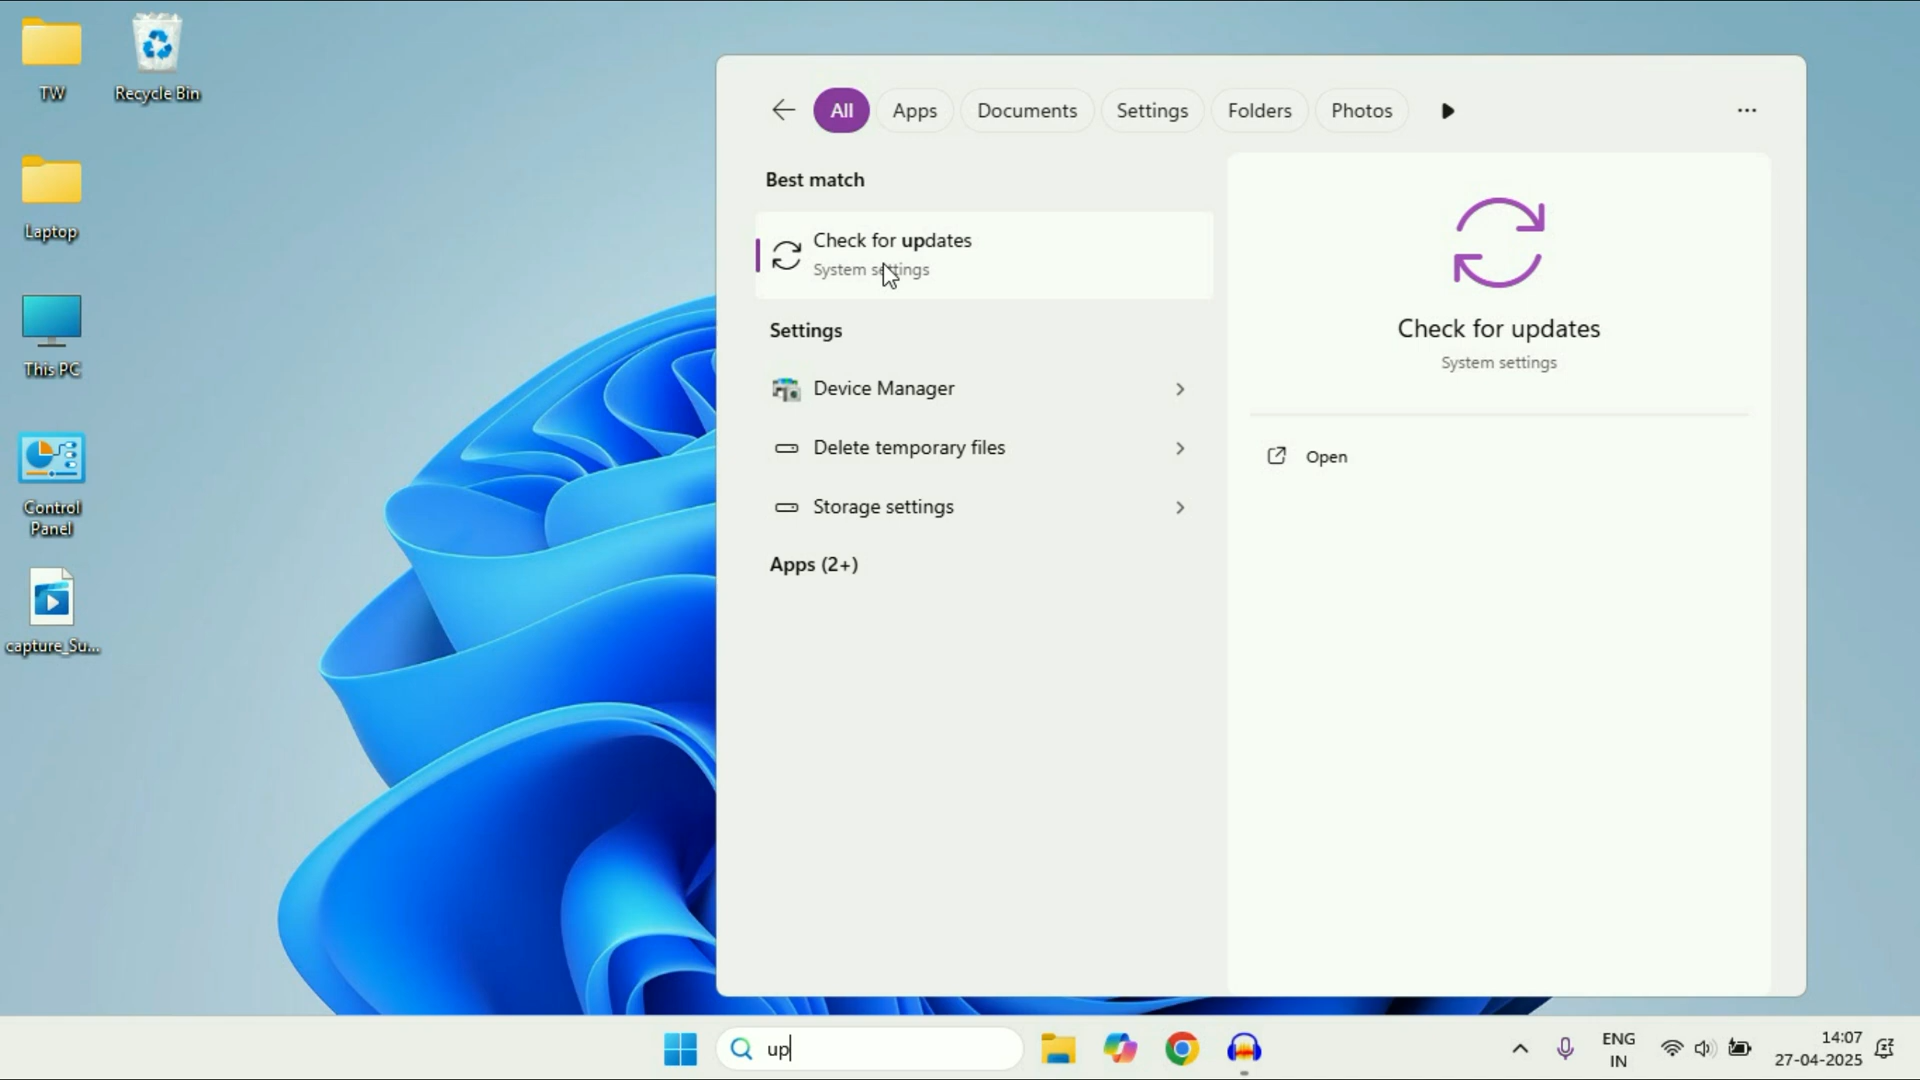 TW
Recycle Bin
Laptop
This PC
Control
Panel
capture_Su...
All
Apps
Documents
Settings
Folders
Photos
Best match
Check for updates
System settings
Settings
Device Manager
Delete temporary files
Storage settings
Apps (2+)
Check for updates
System settings
Open
up
ENG
IN
14:07
27-04-2025